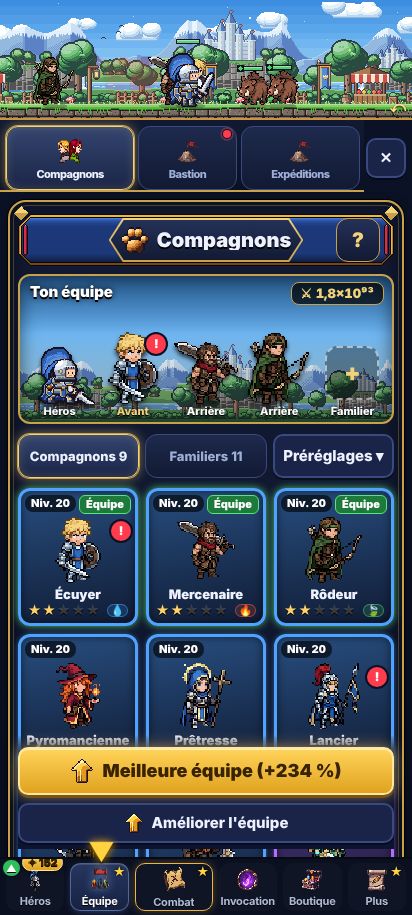 Compagnons
Bastion
Expéditions
×
Compagnons
?
Ton équipe
1,8×10⁹³
!
Héros
Avant
Arrière
Arrière
Familier
Compagnons 9
Familiers 11
Préréglages ▾
Niv. 20
Équipe
Niv. 20
Équipe
Niv. 20
Équipe
!
Écuyer
Mercenaire
Rôdeur
Niv. 20
Niv. 20
Niv. 20
!
Pyromancienne
Prêtresse
Lancier
Meilleure équipe (+234 %)
Améliorer l'équipe
Héros
Équipe
Combat
Invocation
Boutique
Plus